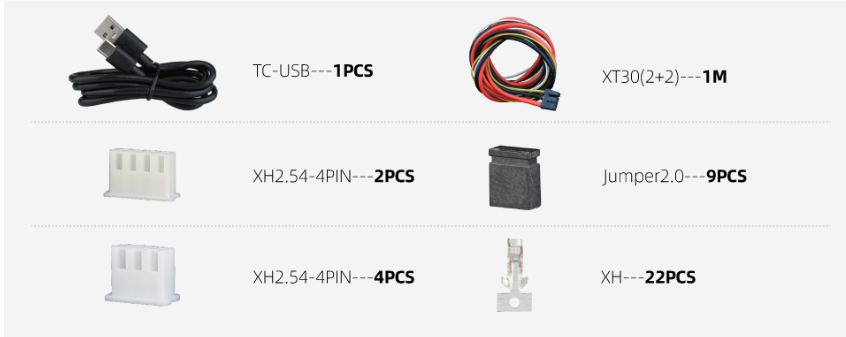 TC-USB---1PCS
XT30(2+2)---1M
XH2.54-4PIN---2PCS
Jumper2.0---9PCS
XH2.54-4PIN---4PCS
XH---22PCS